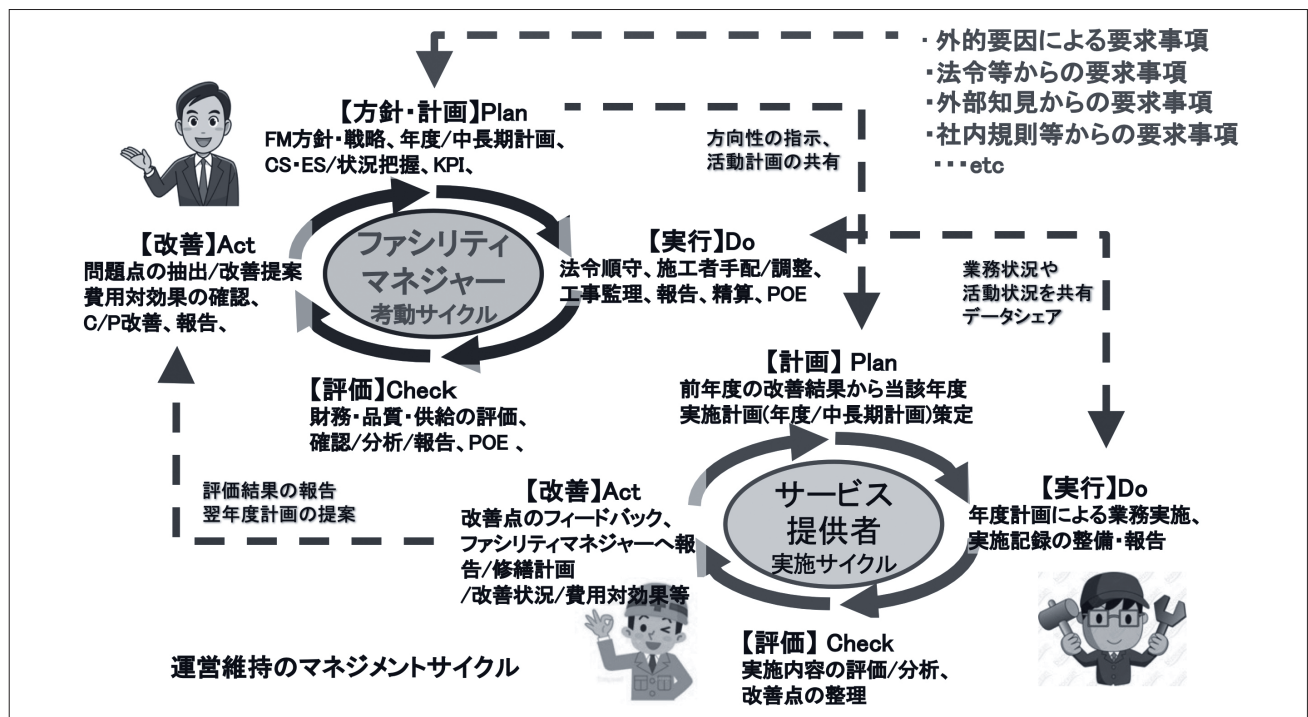 ・外的要因による要求事項
・法令等からの要求事項
・外部知見からの要求事項
・社内規則等からの要求事項
・・・etc
【方針・計画】Plan
FM方針・戦略、年度/中長期計画、
CS・ES/状況把握、KPI、
方向性の指示、
活動計画の共有
【改善】Act
問題点の抽出/改善提案
費用対効果の確認、
C/P改善、報告、
ファシリティ
マネジャー
考動サイクル
【実行】Do
法令順守、施工者手配/調整、
工事監理、報告、精算、POE
業務状況や
活動状況を共有
データシェア
【評価】Check
財務・品質・供給の評価、
確認/分析/報告、POE 、
【計画】 Plan
前年度の改善結果から当該年度
実施計画(年度/中長期計画)策定
評価結果の報告
翌年度計画の提案
【改善】Act
改善点のフィードバック、
ファシリティマネジャーへ報
告/修繕計画
/改善状況/費用対効果等
サービス
提供者
実施サイクル
【実行】Do
年度計画による業務実施、
実施記録の整備・報告
【評価】 Check
実施内容の評価/分析、
改善点の整理
運営維持のマネジメントサイクル